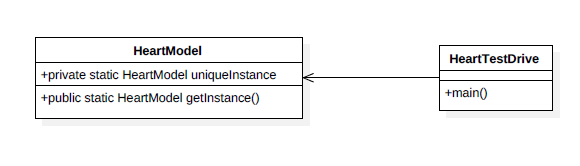 HeartModel
+private static HeartModel uniqueInstance
+public static HeartModel getInstance()
HeartTestDrive
+main()